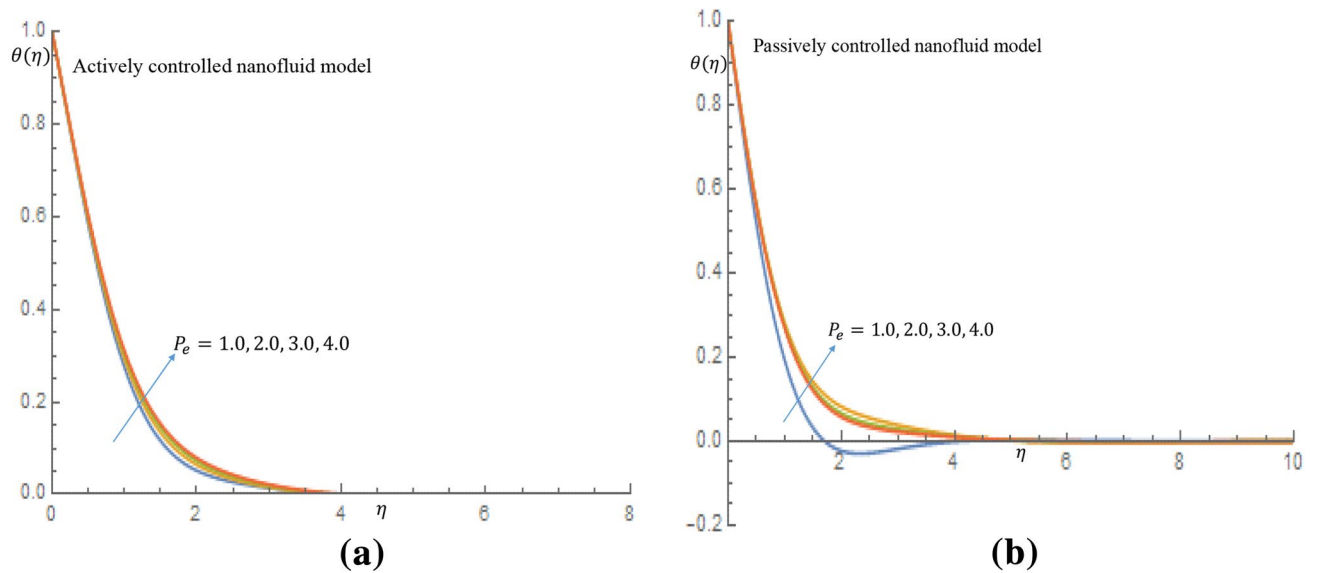 1.0
θ(η)
Actively controlled nanofluid model
0.8
0.6
0.4
P_e = 1.0, 2.0, 3.0, 4.0
0.2
0.0
0 2 4 η 6 8
(a)
1.0
Passively controlled nanofluid model
θ(η)
0.8
0.6
0.4
P_e = 1.0, 2.0, 3.0, 4.0
0.2
0.0
2 4 η 6 8 10
−0.2
(b)